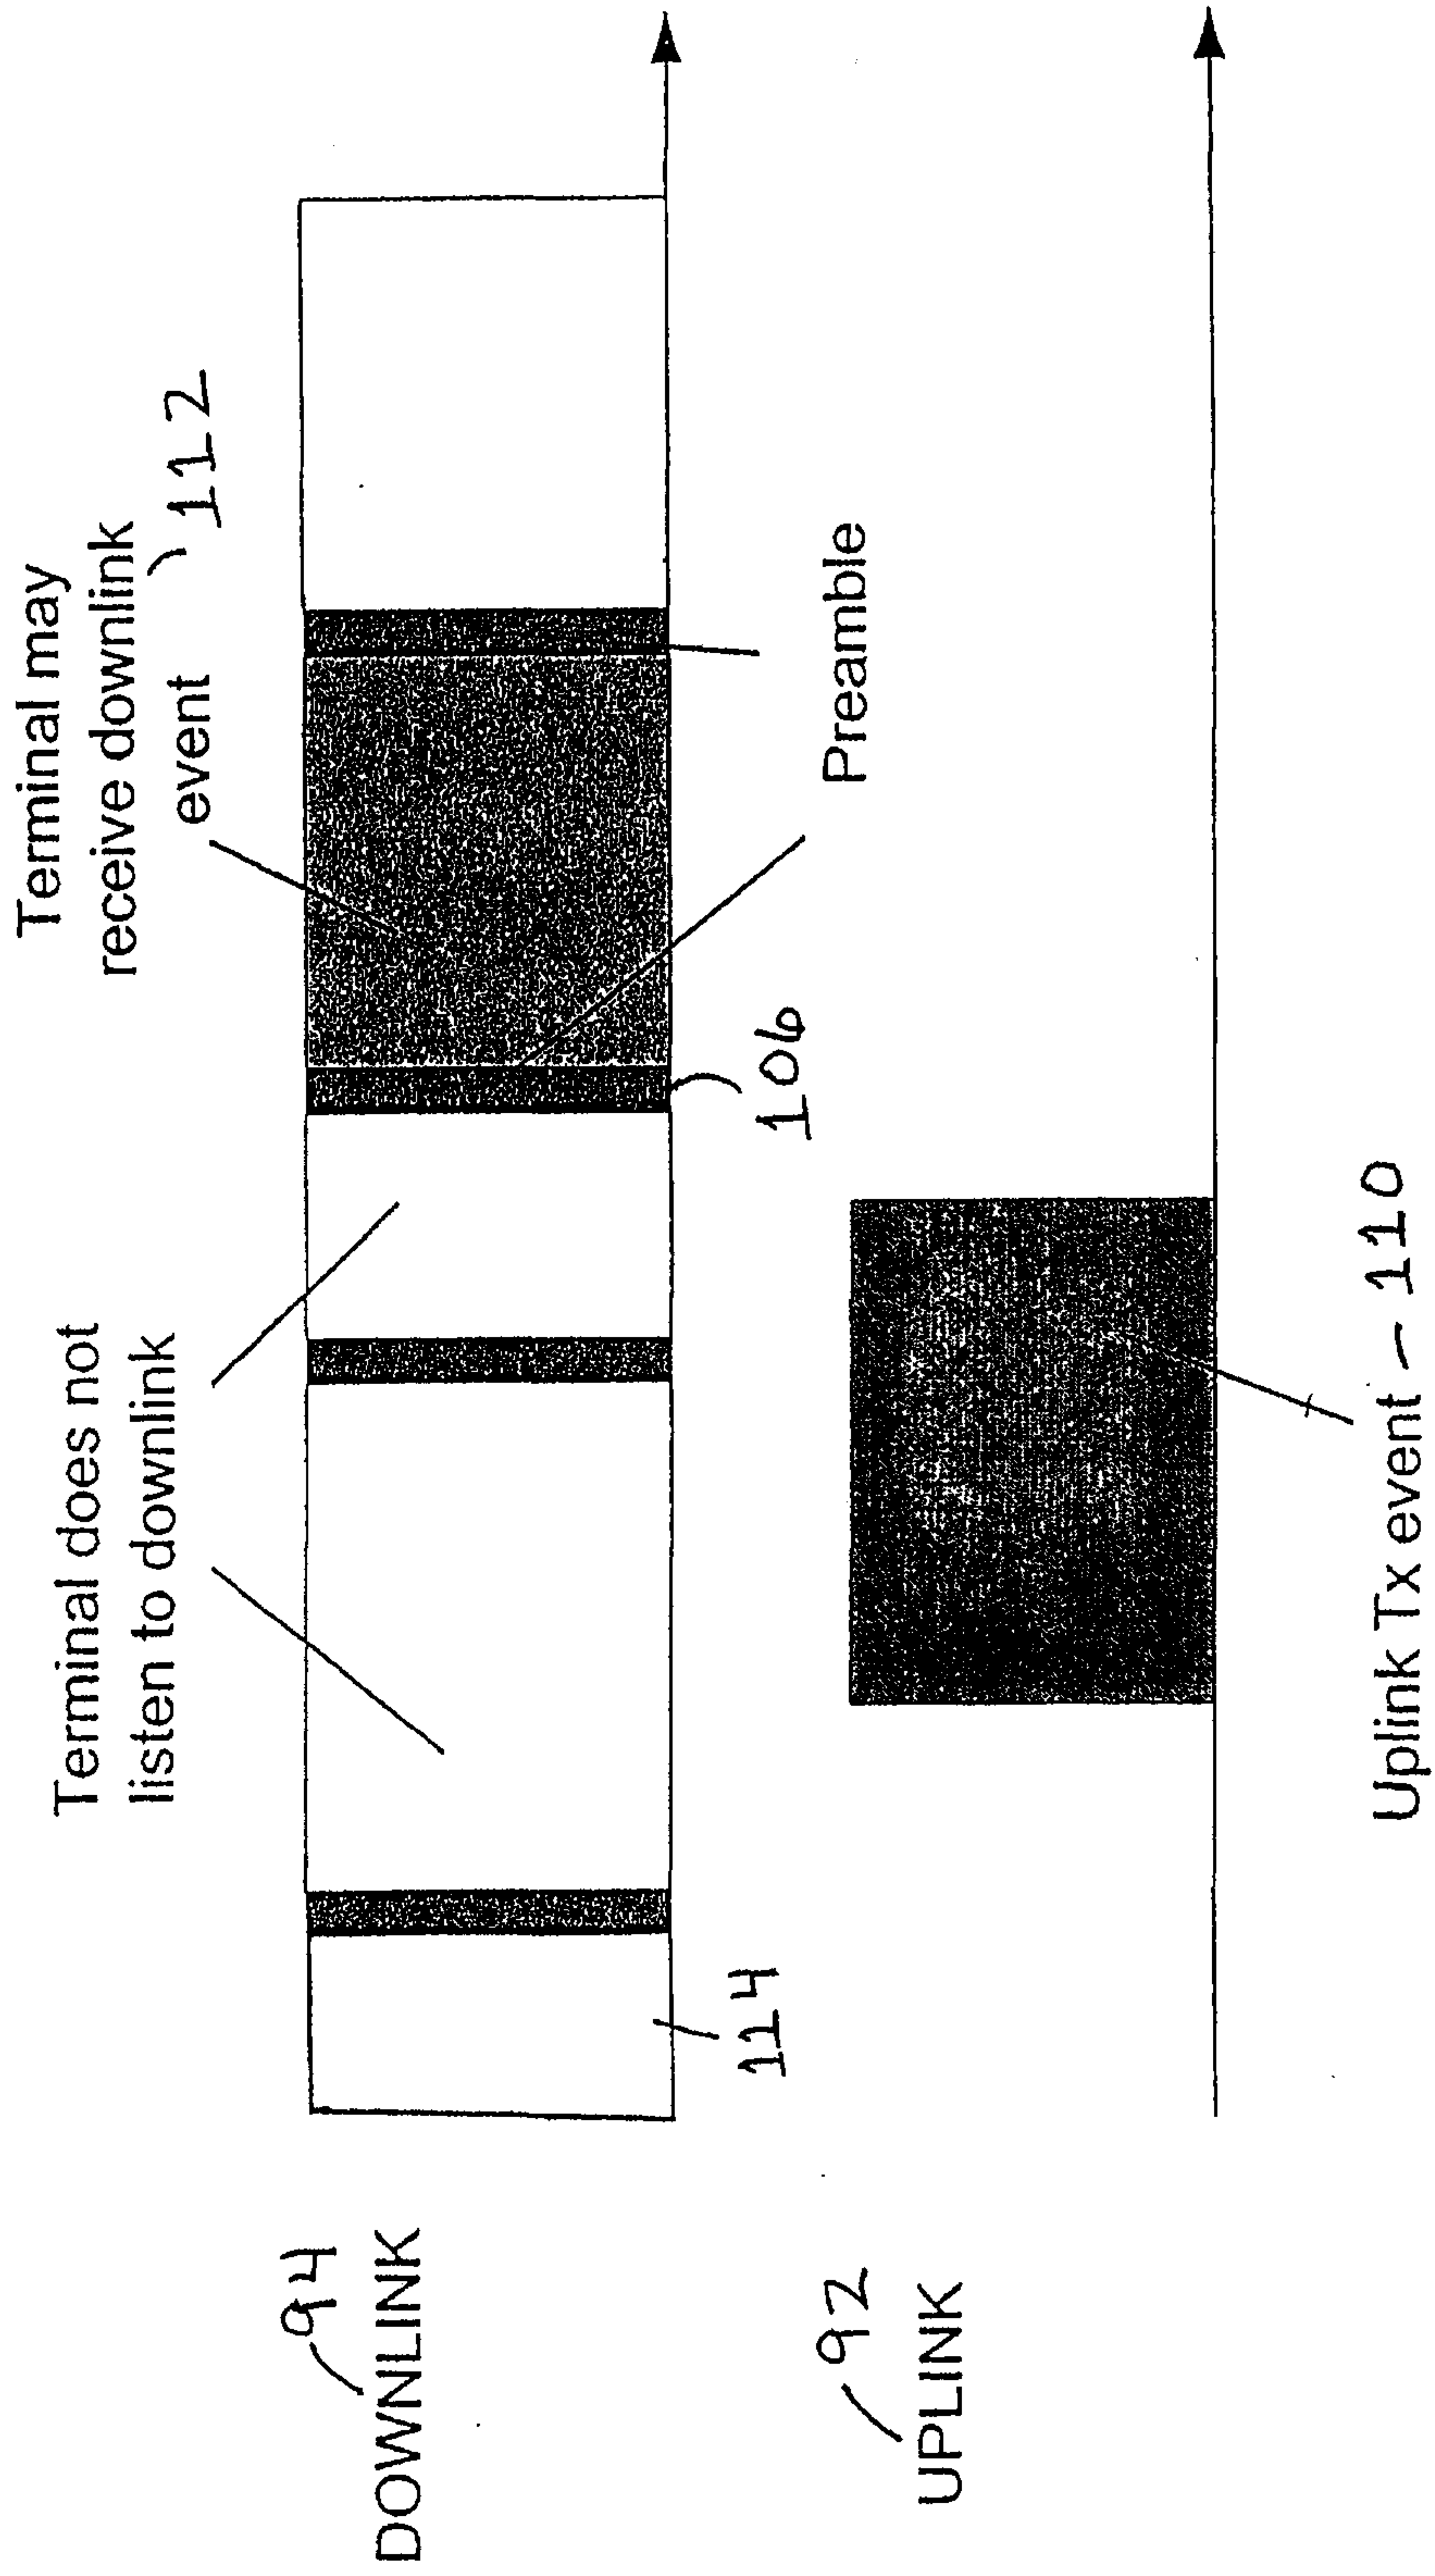 Terminal does not
listen to downlink
Terminal may
receive downlink
event 112
94
DOWNLINK
114
106
Preamble
92
UPLINK
Uplink Tx event - 110